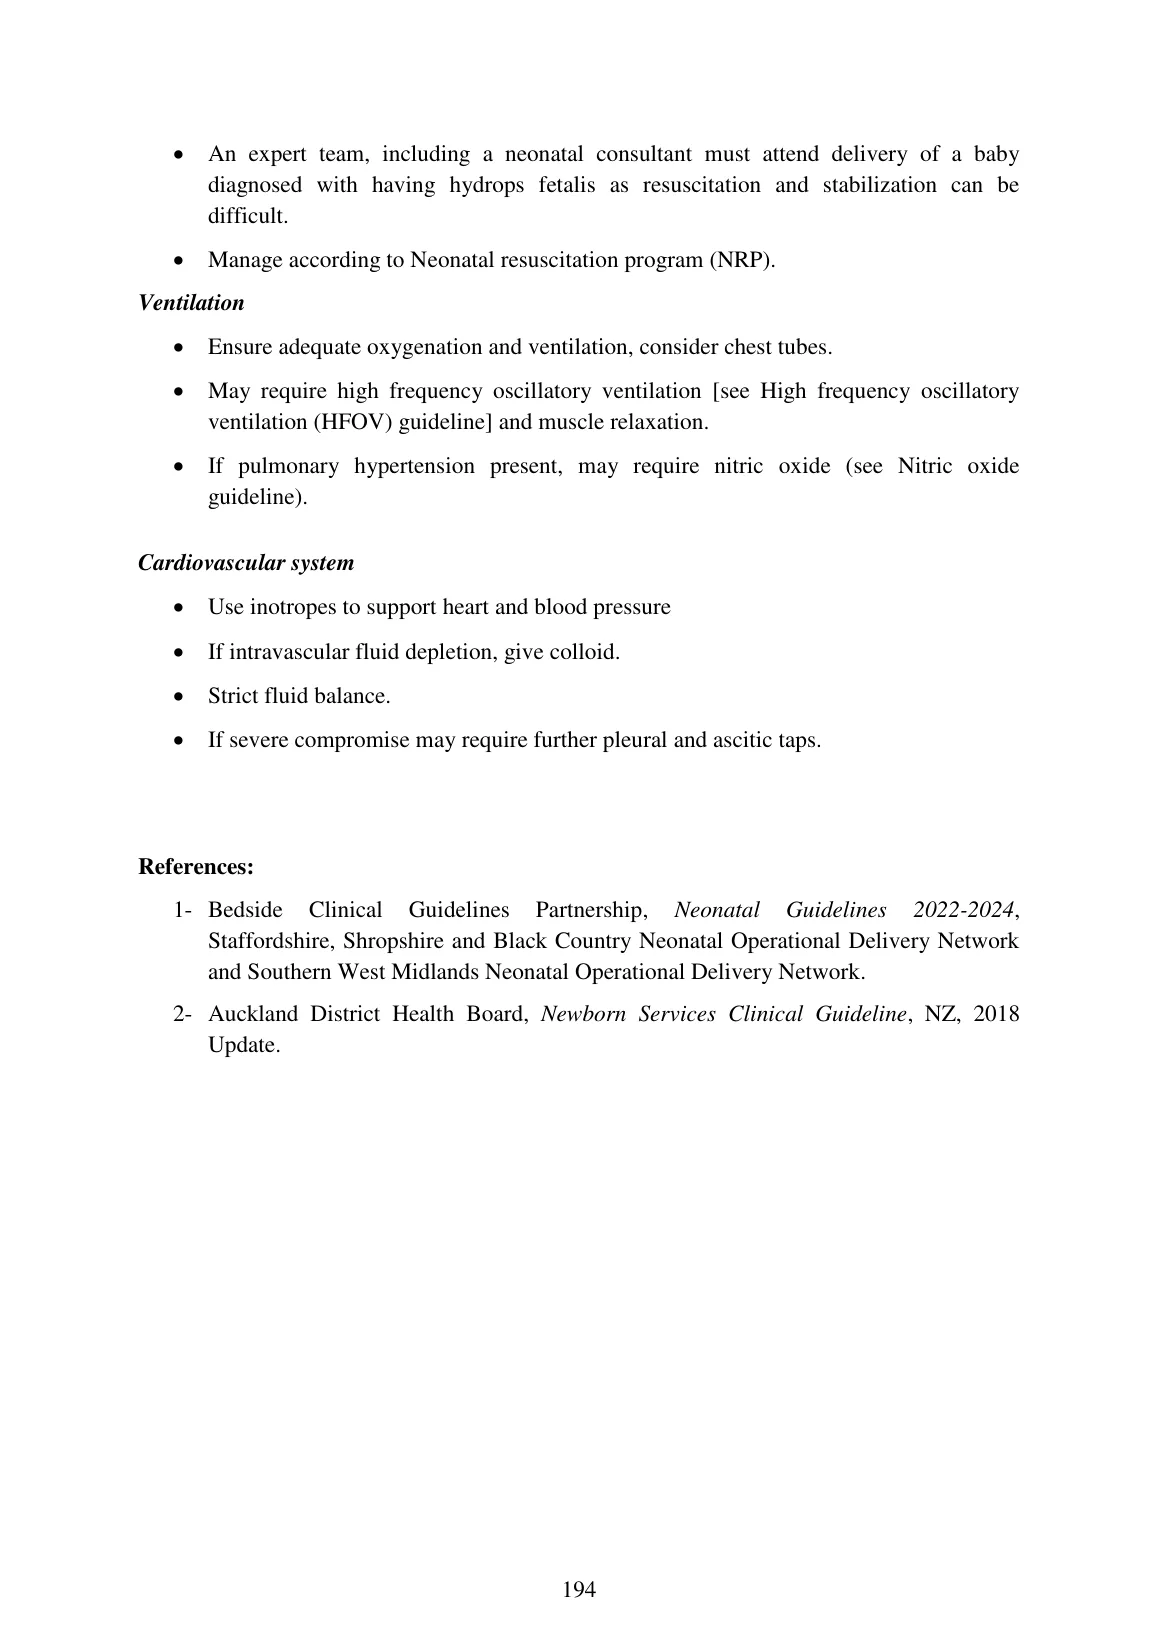 • An expert team, including a neonatal consultant must attend delivery of a baby
diagnosed with having hydrops fetalis as resuscitation and stabilization can be
difficult.
• Manage according to Neonatal resuscitation program (NRP).
Ventilation
• Ensure adequate oxygenation and ventilation, consider chest tubes.
• May require high frequency oscillatory ventilation [see High frequency oscillatory
ventilation (HFOV) guideline] and muscle relaxation.
• If pulmonary hypertension present, may require nitric oxide (see Nitric oxide
guideline).
Cardiovascular system
• Use inotropes to support heart and blood pressure
• If intravascular fluid depletion, give colloid.
• Strict fluid balance.
• If severe compromise may require further pleural and ascitic taps.
References:
1- Bedside Clinical Guidelines Partnership, Neonatal Guidelines 2022-2024,
Staffordshire, Shropshire and Black Country Neonatal Operational Delivery Network
and Southern West Midlands Neonatal Operational Delivery Network.
2- Auckland District Health Board, Newborn Services Clinical Guideline, NZ, 2018
Update.
194